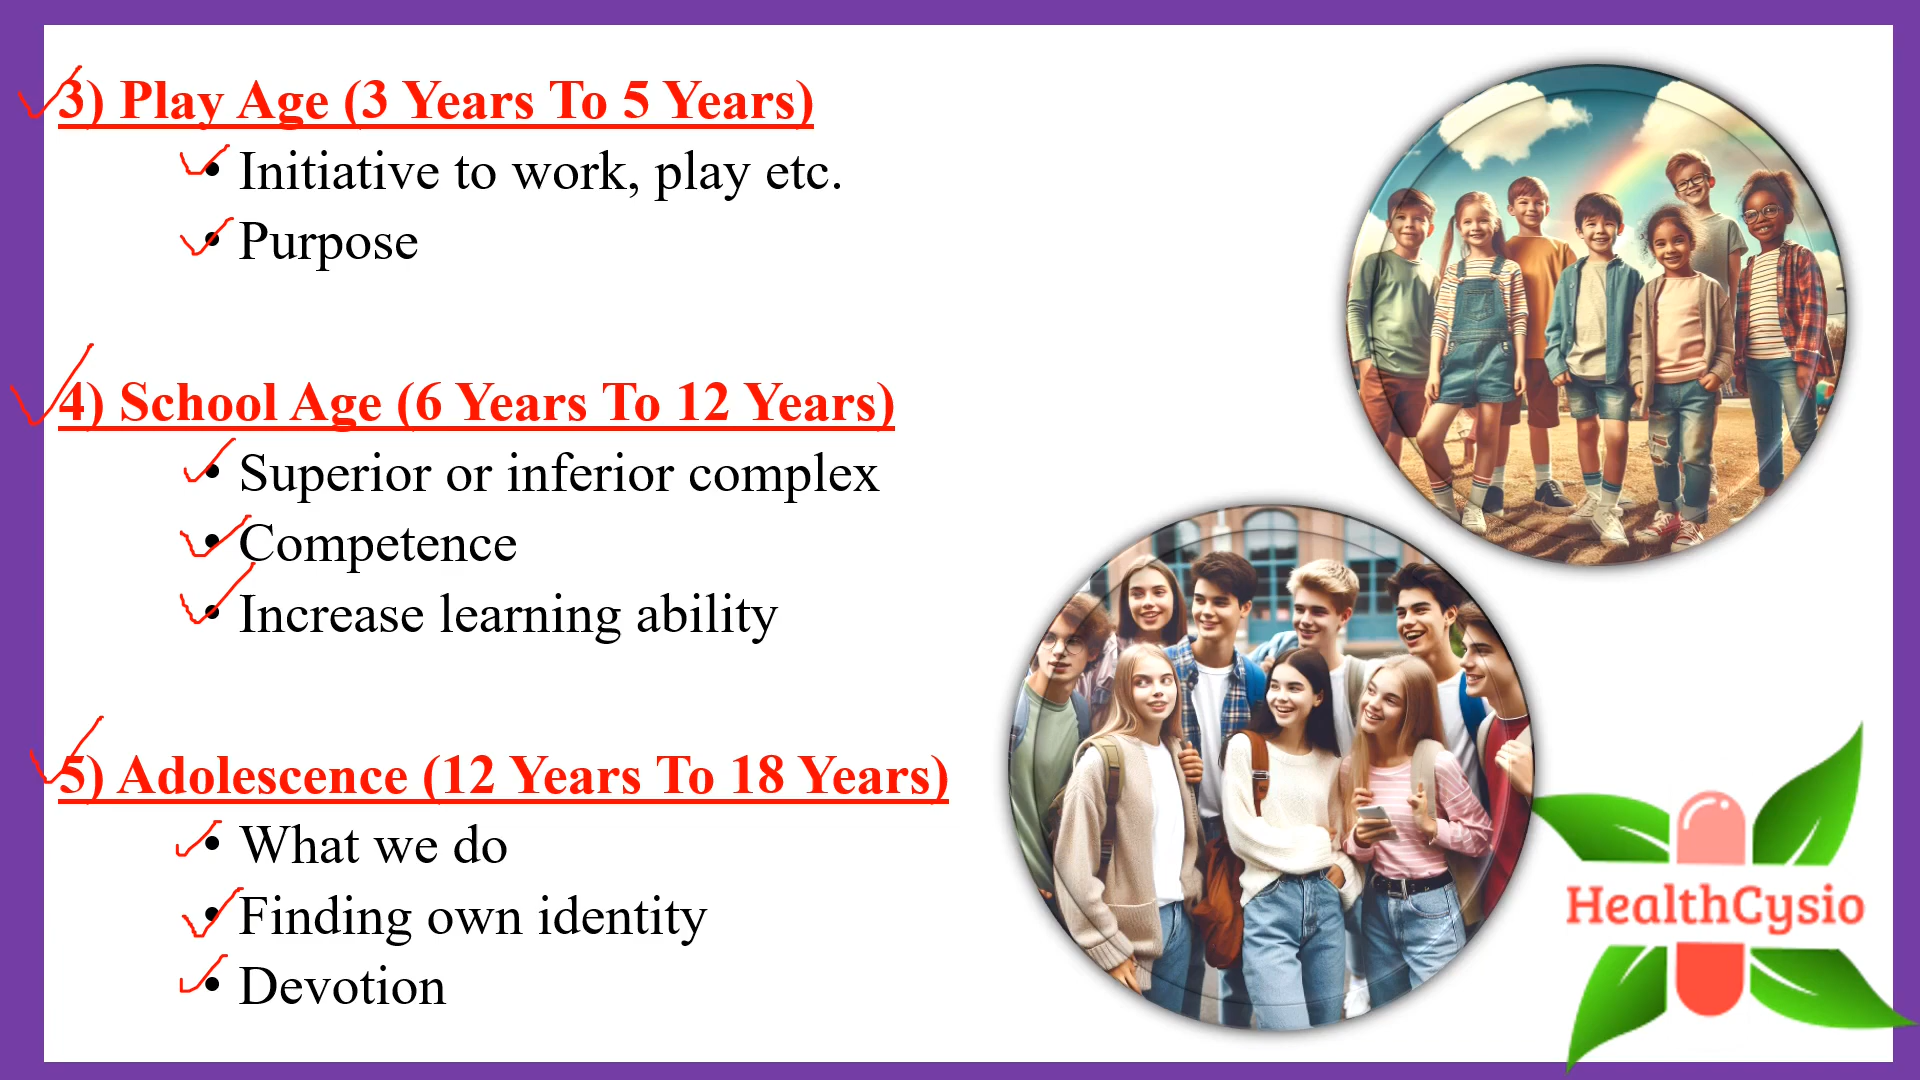 3) Play Age (3 Years To 5 Years)
• Initiative to work, play etc.
• Purpose
4) School Age (6 Years To 12 Years)
• Superior or inferior complex
• Competence
• Increase learning ability
5) Adolescence (12 Years To 18 Years)
• What we do
• Finding own identity
• Devotion
HealthCysio